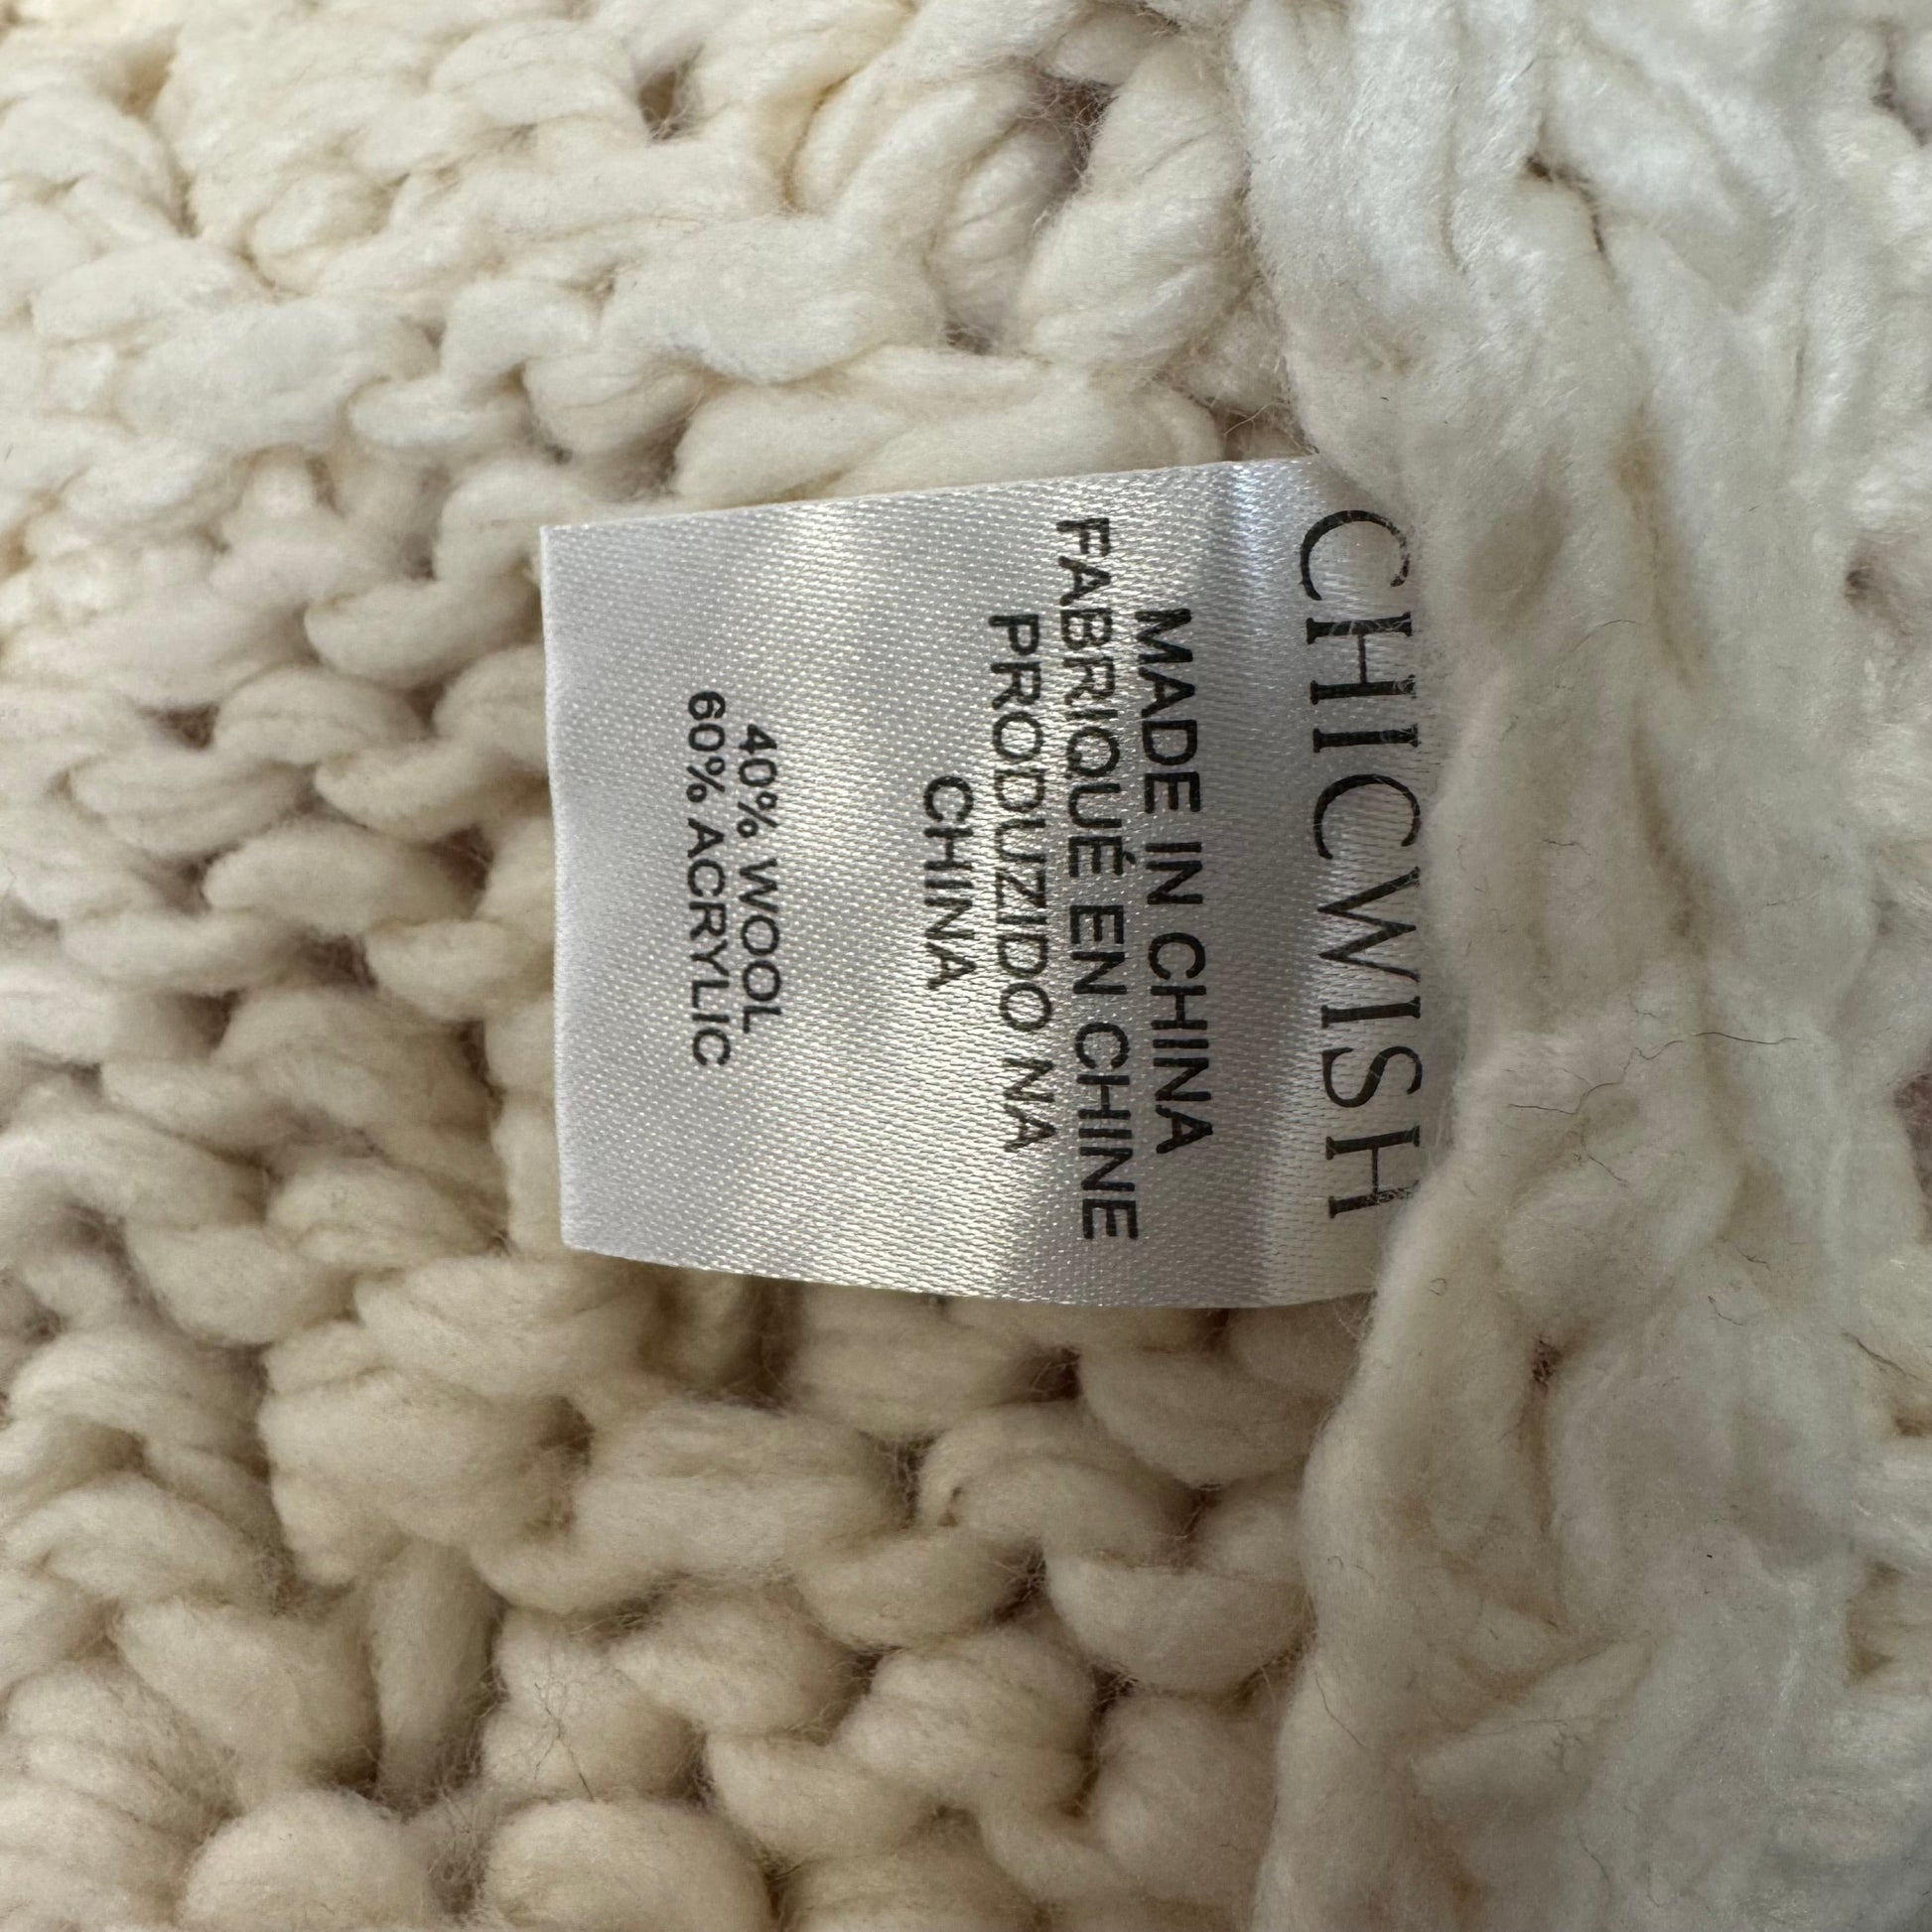 CHICWISH
MADE IN CHINA
FABRIQUÉ EN CHINE
PRODUZIDO NA
CHINA
40% WOOL
60% ACRYLIC